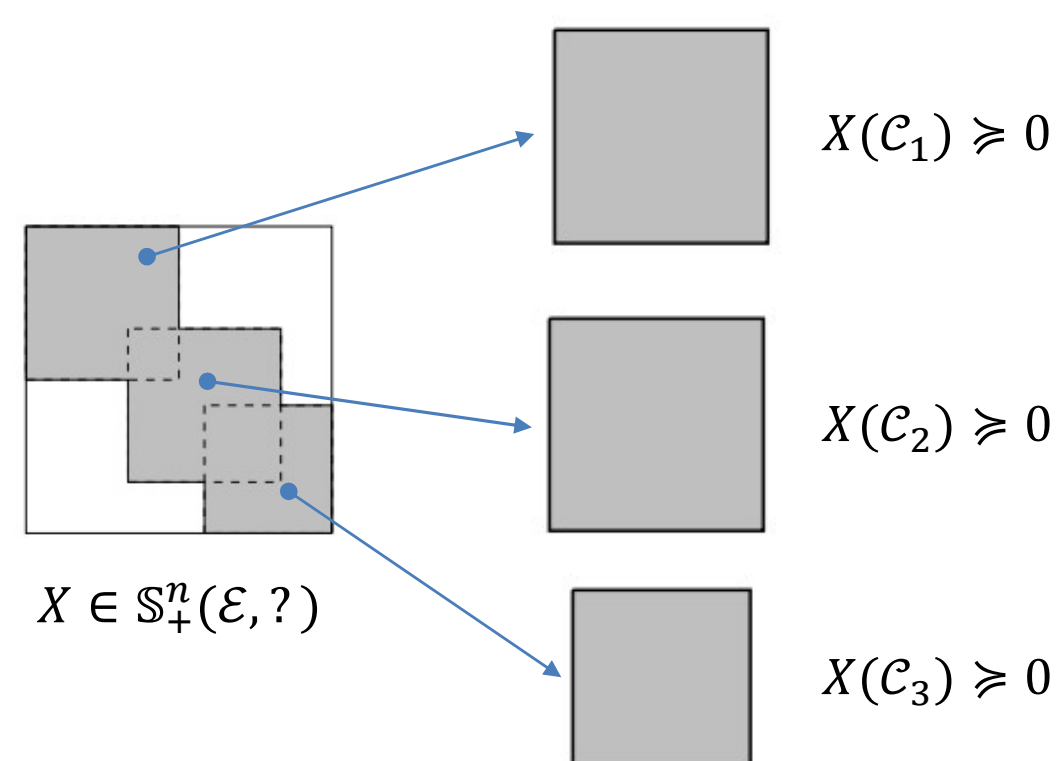 X(𝒞₁) ≽ 0
X(𝒞₂) ≽ 0
X ∈ 𝕊ⁿ₊(ℰ, ?)
X(𝒞₃) ≽ 0